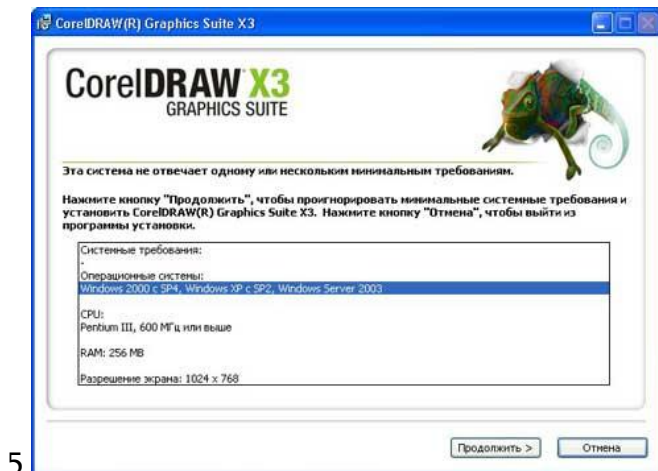 CorelDRAW(R) Graphics Suite X3
CorelDRAW X3
GRAPHICS SUITE
Эта система не отвечает одному или нескольким минимальным требованиям.
Нажмите кнопку "Продолжить", чтобы проигнорировать минимальные системные требования и
установить CorelDRAW(R) Graphics Suite X3. Нажмите кнопку "Отмена", чтобы выйти из
программы установки.
Системные требования:
-
Операционные системы:
Windows 2000 с SP4, Windows XP с SP2, Windows Server 2003
CPU:
Pentium III, 600 МГц или выше
RAM: 256 MB
Разрешение экрана: 1024 x 768
Продолжить > Отмена
5